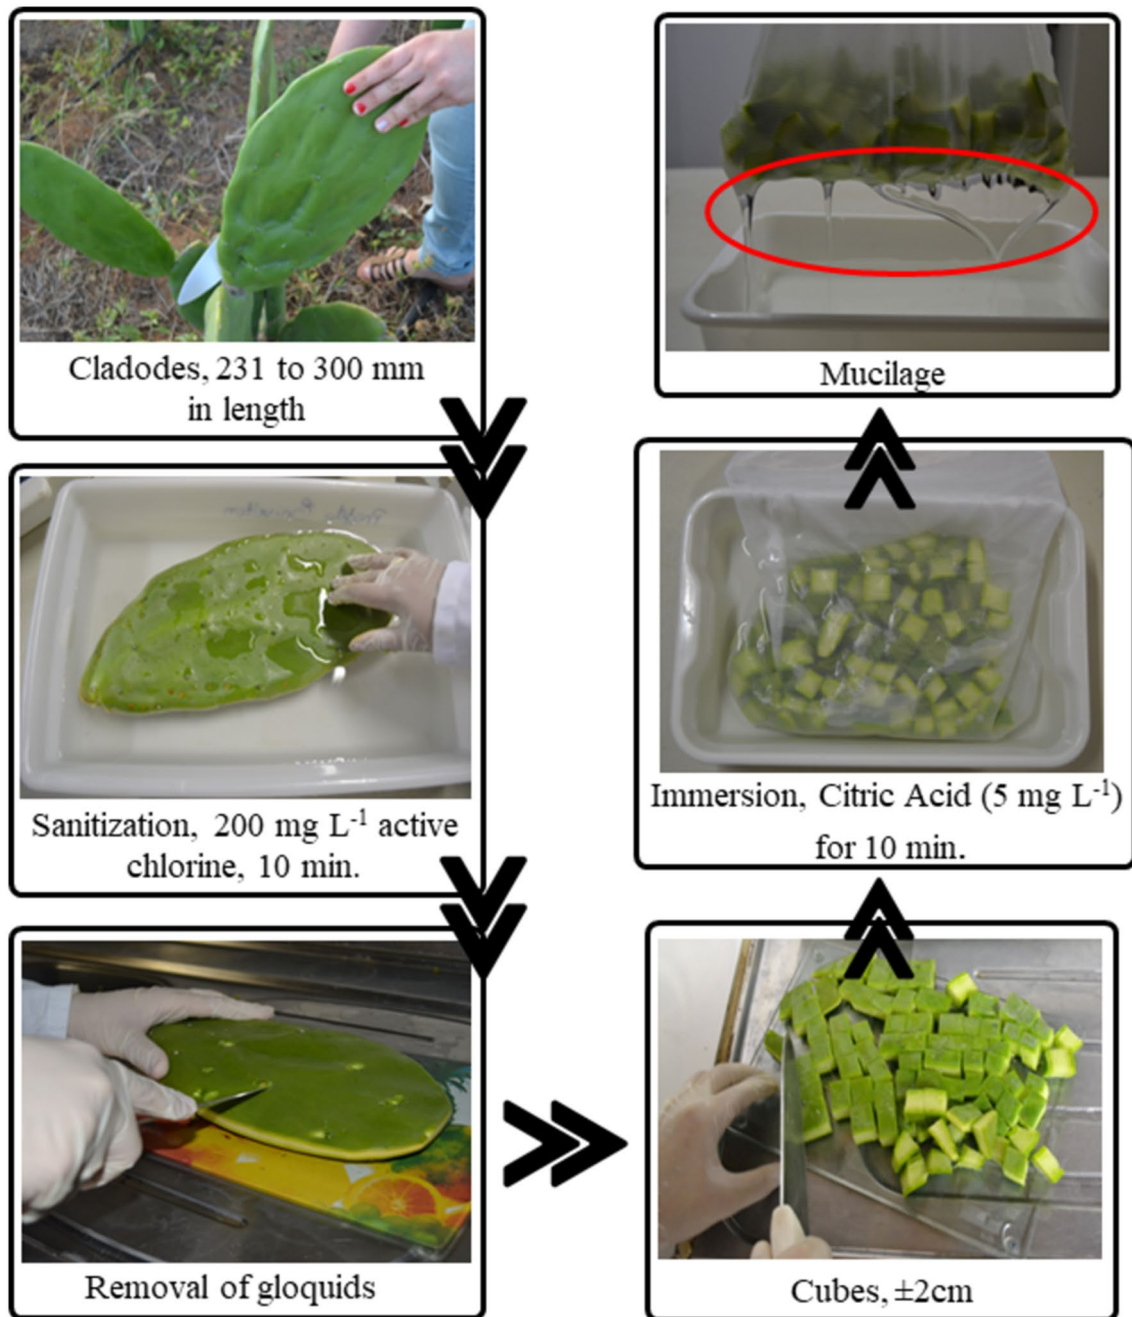 Cladodes, 231 to 300 mm
in length
Sanitization, 200 mg L⁻¹ active
chlorine, 10 min.
Removal of gloquids
Cubes, ±2cm
Immersion, Citric Acid (5 mg L⁻¹)
for 10 min.
Mucilage